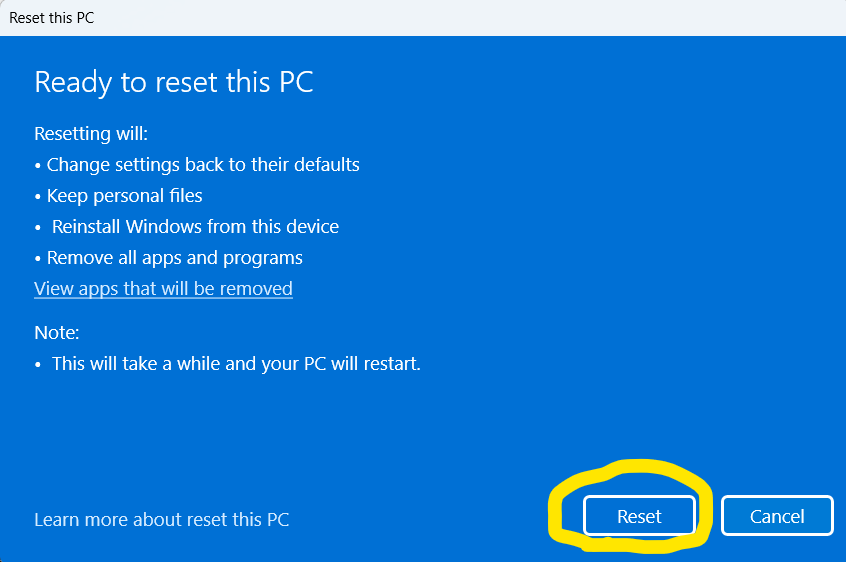 Reset this PC
Ready to reset this PC
Resetting will:
• Change settings back to their defaults
• Keep personal files
• Reinstall Windows from this device
• Remove all apps and programs
View apps that will be removed
Note:
• This will take a while and your PC will restart.
Learn more about reset this PC
Reset
Cancel